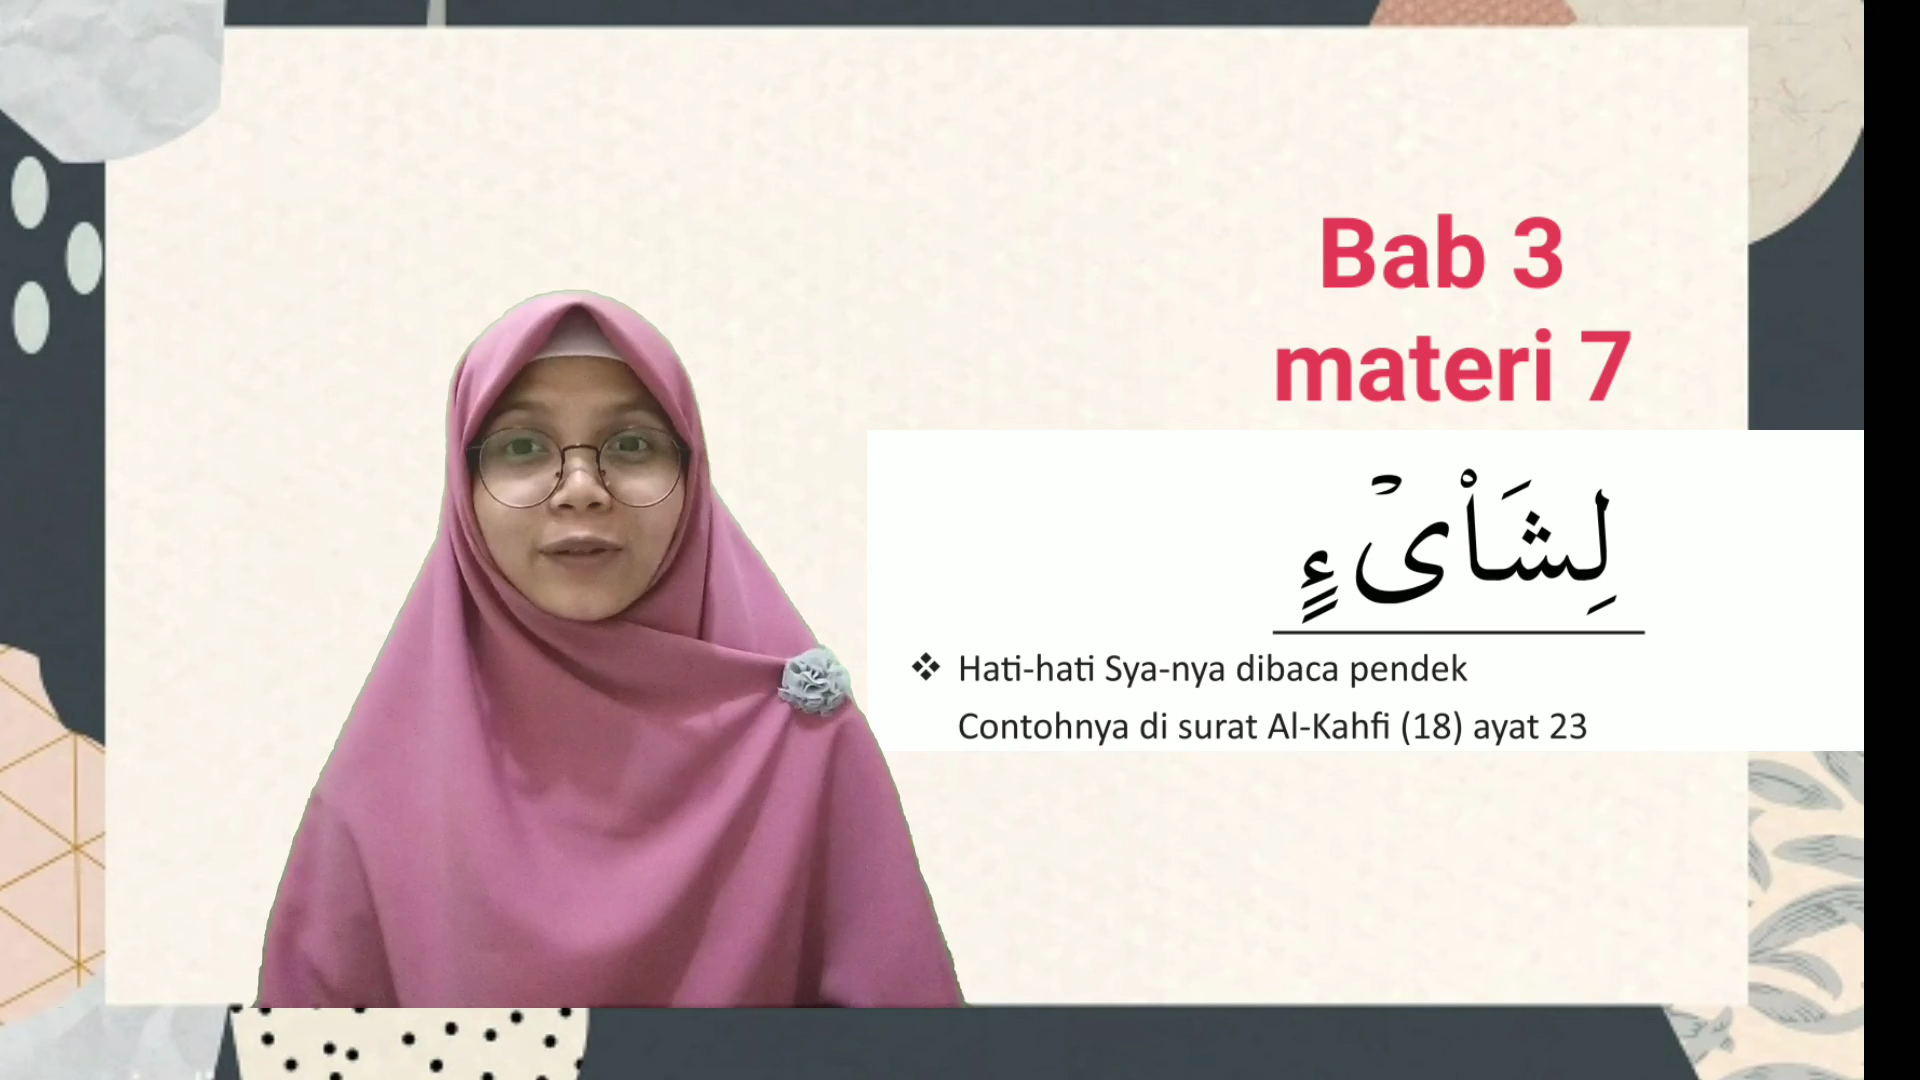 Bab 3
materi 7
لِشَا۟ىۡءٍ
❖ Hati-hati Sya-nya dibaca pendek
Contohnya di surat Al-Kahfi (18) ayat 23